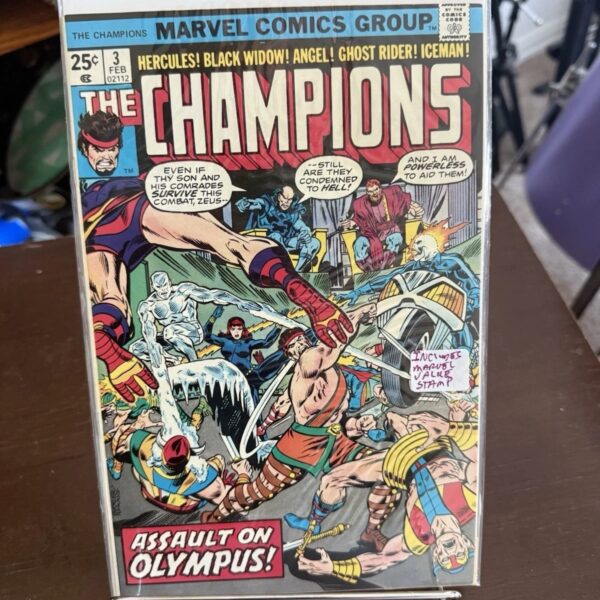 THE CHAMPIONS MARVEL COMICS GROUP™
APPROVED
BY THE
COMICS
CODE
AUTHORITY
25¢
3
FEB
02112
HERCULES! BLACK WIDOW! ANGEL! GHOST RIDER! ICEMAN!
THE CHAMPIONS
TM
EVEN IF
THY SON AND
HIS COMRADES
SURVIVE THIS
COMBAT, ZEUS--
--STILL
ARE THEY
CONDEMNED
TO HELL!
AND I AM
POWERLESS
TO AID THEM!
INCLUDES
MARVEL
VALUE
STAMP
ASSAULT ON
OLYMPUS!